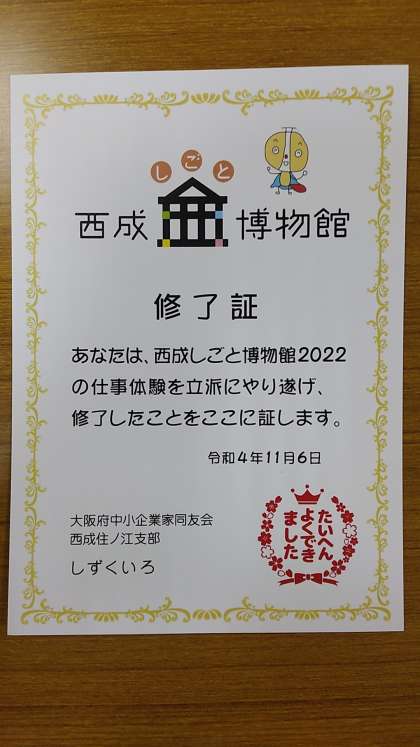 しごと
西成 博物館
修了証
あなたは、西成しごと博物館2022
の仕事体験を立派にやり遂げ、
修了したことをここに証します。
令和4年11月6日
大阪府中小企業家同友会
西成住ノ江支部
しずくいろ
たいへん
よくでき
ました